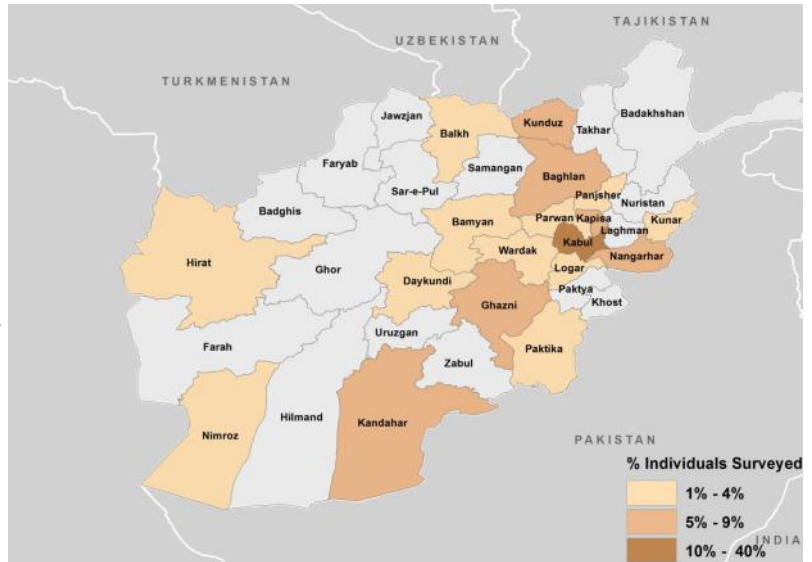 TAJIKISTAN
UZBEKISTAN
TURKMENISTAN
Jawzjan
Balkh
Kunduz
Takhar
Badakhshan
Faryab
Samangan
Baghlan
Sar-e-Pul
Panjsher
Nuristan
Badghis
Bamyan
Parwan
Kapisa
Kunar
Laghman
Kabul
Wardak
Nangarhar
Hirat
Ghor
Logar
Daykundi
Paktya
Ghazni
Khost
Uruzgan
Farah
Paktika
Zabul
Hilmand
Kandahar
Nimroz
PAKISTAN
% Individuals Surveyed
1% - 4%
5% - 9%
10% - 40%
INDIA